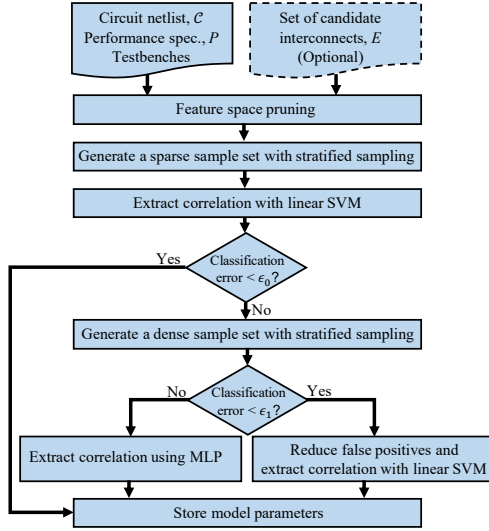 Circuit netlist, 𝒞
Performance spec., P
Testbenches
Set of candidate
interconnects, E
(Optional)
Feature space pruning
Generate a sparse sample set with stratified sampling
Extract correlation with linear SVM
Yes
Classification
error < ϵ₀?
No
Generate a dense sample set with stratified sampling
No
Classification
error < ϵ₁?
Yes
Extract correlation using MLP
Reduce false positives and
extract correlation with linear SVM
Store model parameters